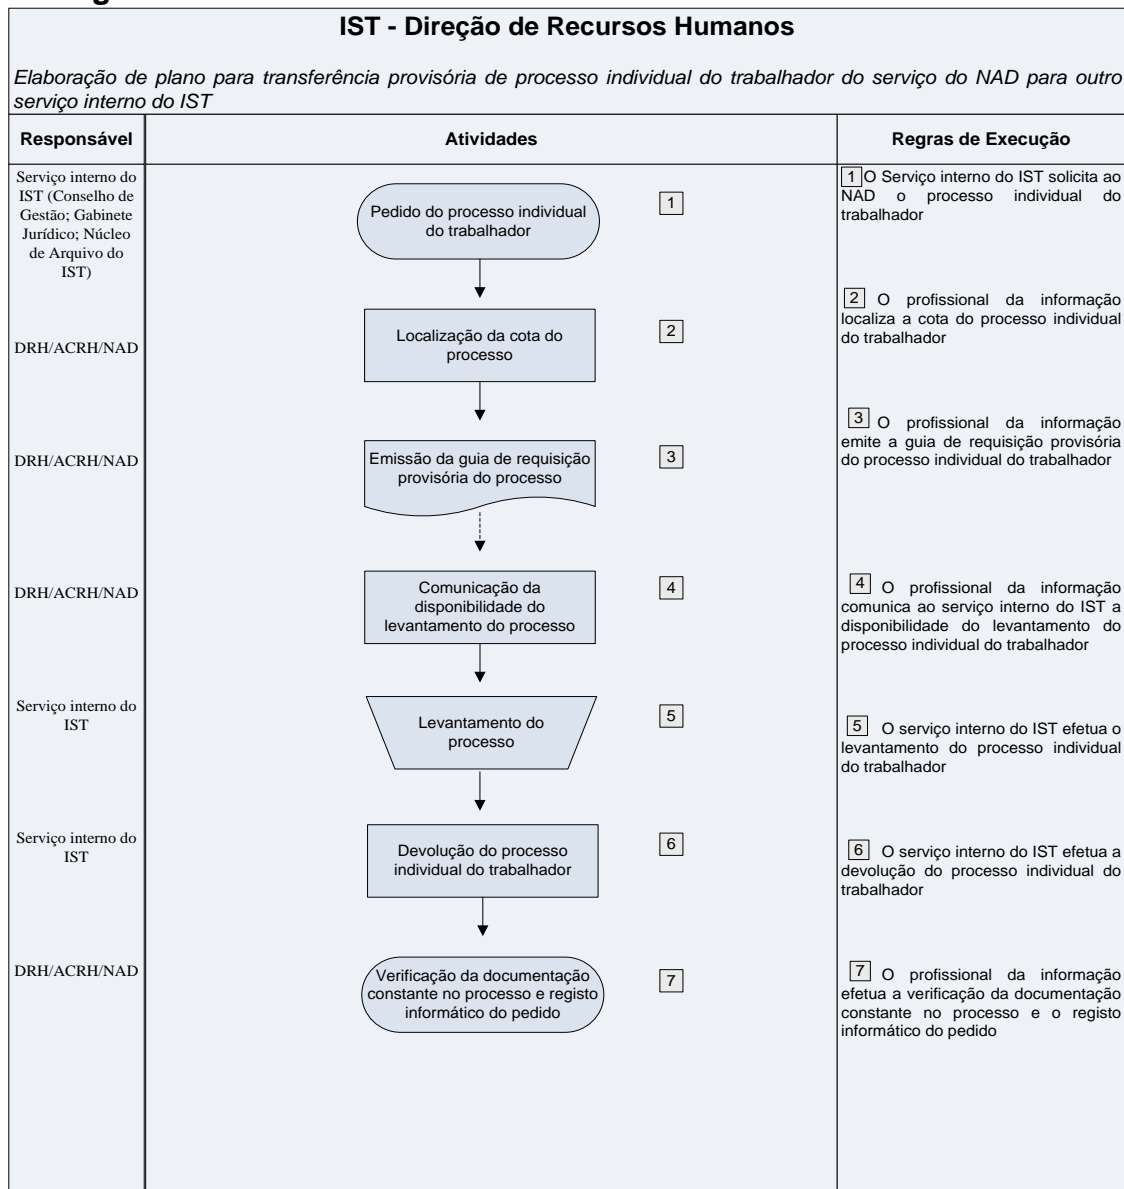 IST - Direção de Recursos Humanos
Elaboração de plano para transferência provisória de processo individual do trabalhador do serviço do NAD para outro
serviço interno do IST
Responsável
Atividades
Regras de Execução
Serviço interno do
IST (Conselho de
Gestão; Gabinete
Jurídico; Núcleo
de Arquivo do
IST)
Pedido do processo individual
do trabalhador
1
1 O Serviço interno do IST solicita ao
NAD o processo individual do
trabalhador
DRH/ACRH/NAD
Localização da cota do
processo
2
2 O profissional da informação
localiza a cota do processo individual
do trabalhador
DRH/ACRH/NAD
Emissão da guia de requisição
provisória do processo
3
3 O profissional da informação
emite a guia de requisição provisória
do processo individual do trabalhador
DRH/ACRH/NAD
Comunicação da
disponibilidade do
levantamento do processo
4
4 O profissional da informação
comunica ao serviço interno do IST a
disponibilidade do levantamento do
processo individual do trabalhador
Serviço interno do
IST
Levantamento do
processo
5
5 O serviço interno do IST efetua o
levantamento do processo individual
do trabalhador
Serviço interno do
IST
Devolução do processo
individual do trabalhador
6
6 O serviço interno do IST efetua a
devolução do processo individual do
trabalhador
DRH/ACRH/NAD
Verificação da documentação
constante no processo e registo
informático do pedido
7
7 O profissional da informação
efetua a verificação da documentação
constante no processo e o registo
informático do pedido